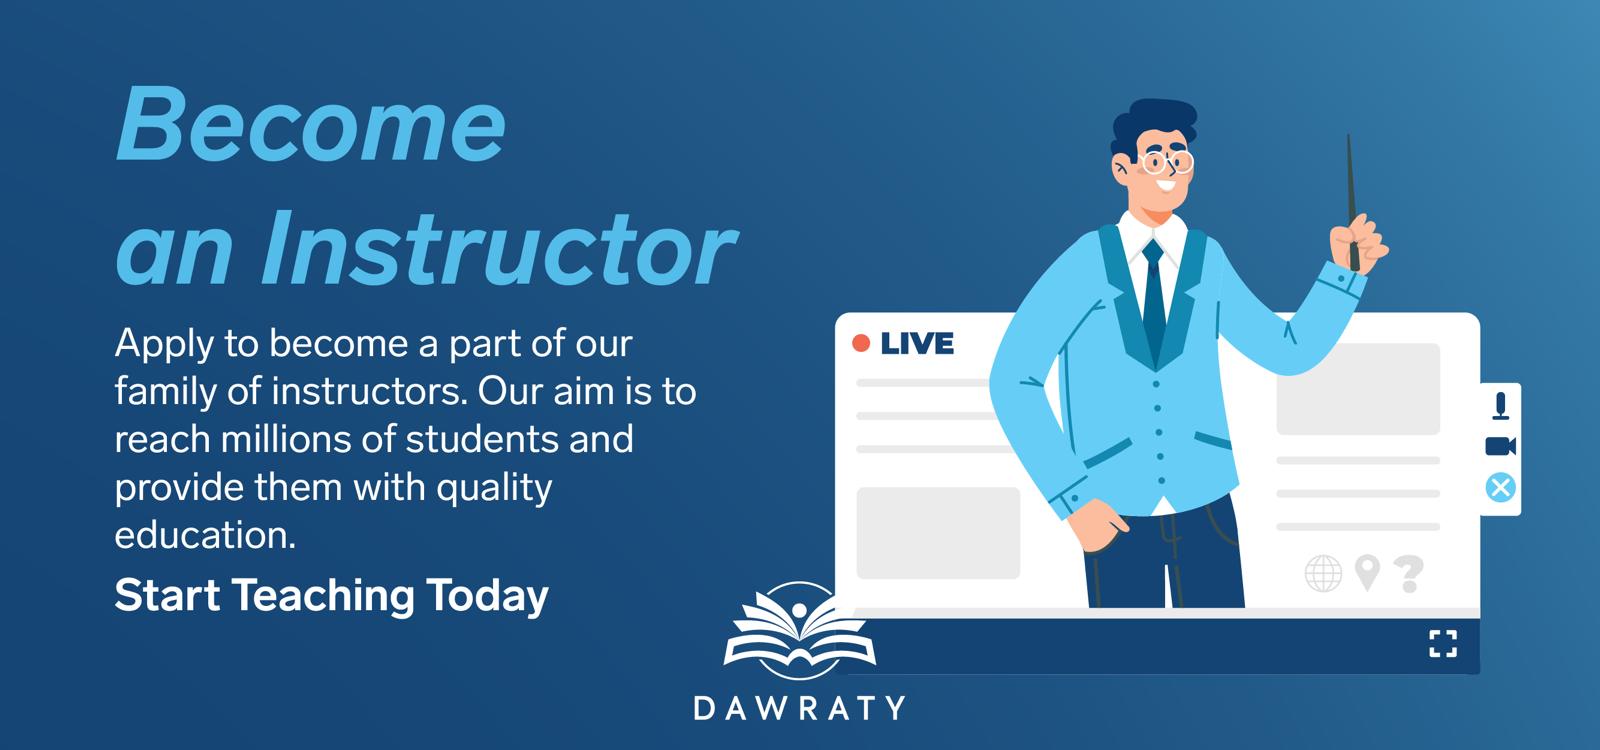 Become
an Instructor
Apply to become a part of our
family of instructors. Our aim is to
reach millions of students and
provide them with quality
education.
Start Teaching Today
LIVE
DAWRATY